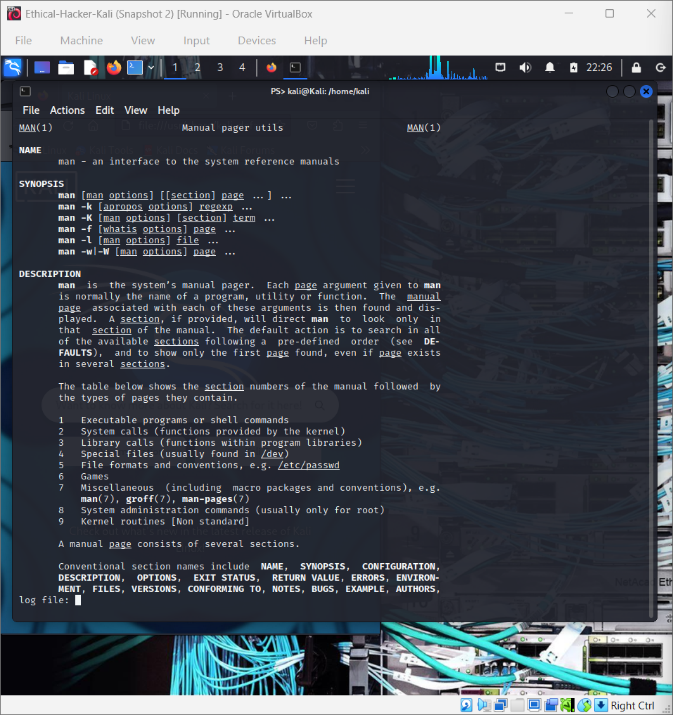 Ethical-Hacker-Kali (Snapshot 2) [Running] - Oracle VirtualBox
File Machine View Input Devices Help
1 2 3 4 22:26
PS> kali@Kali: /home/kali
File Actions Edit View Help
MAN(1) Manual pager utils MAN(1)
NAME
man - an interface to the system reference manuals
SYNOPSIS
man [man options] [[section] page ...] ...
man -k [apropos options] regexp ...
man -K [man options] [section] term ...
man -f [whatis options] page ...
man -l [man options] file ...
man -w|-W [man options] page ...
DESCRIPTION
man is the system's manual pager. Each page argument given to man
is normally the name of a program, utility or function. The manual
page associated with each of these arguments is then found and dis-
played. A section, if provided, will direct man to look only in
that section of the manual. The default action is to search in all
of the available sections following a pre-defined order (see DE-
FAULTS), and to show only the first page found, even if page exists
in several sections.
The table below shows the section numbers of the manual followed by
the types of pages they contain.
1 Executable programs or shell commands
2 System calls (functions provided by the kernel)
3 Library calls (functions within program libraries)
4 Special files (usually found in /dev)
5 File formats and conventions, e.g. /etc/passwd
6 Games
7 Miscellaneous (including macro packages and conventions), e.g.
man(7), groff(7), man-pages(7)
8 System administration commands (usually only for root)
9 Kernel routines [Non standard]
A manual page consists of several sections.
Conventional section names include NAME, SYNOPSIS, CONFIGURATION,
DESCRIPTION, OPTIONS, EXIT STATUS, RETURN VALUE, ERRORS, ENVIRON-
MENT, FILES, VERSIONS, CONFORMING TO, NOTES, BUGS, EXAMPLE, AUTHORS,
log file:
Right Ctrl